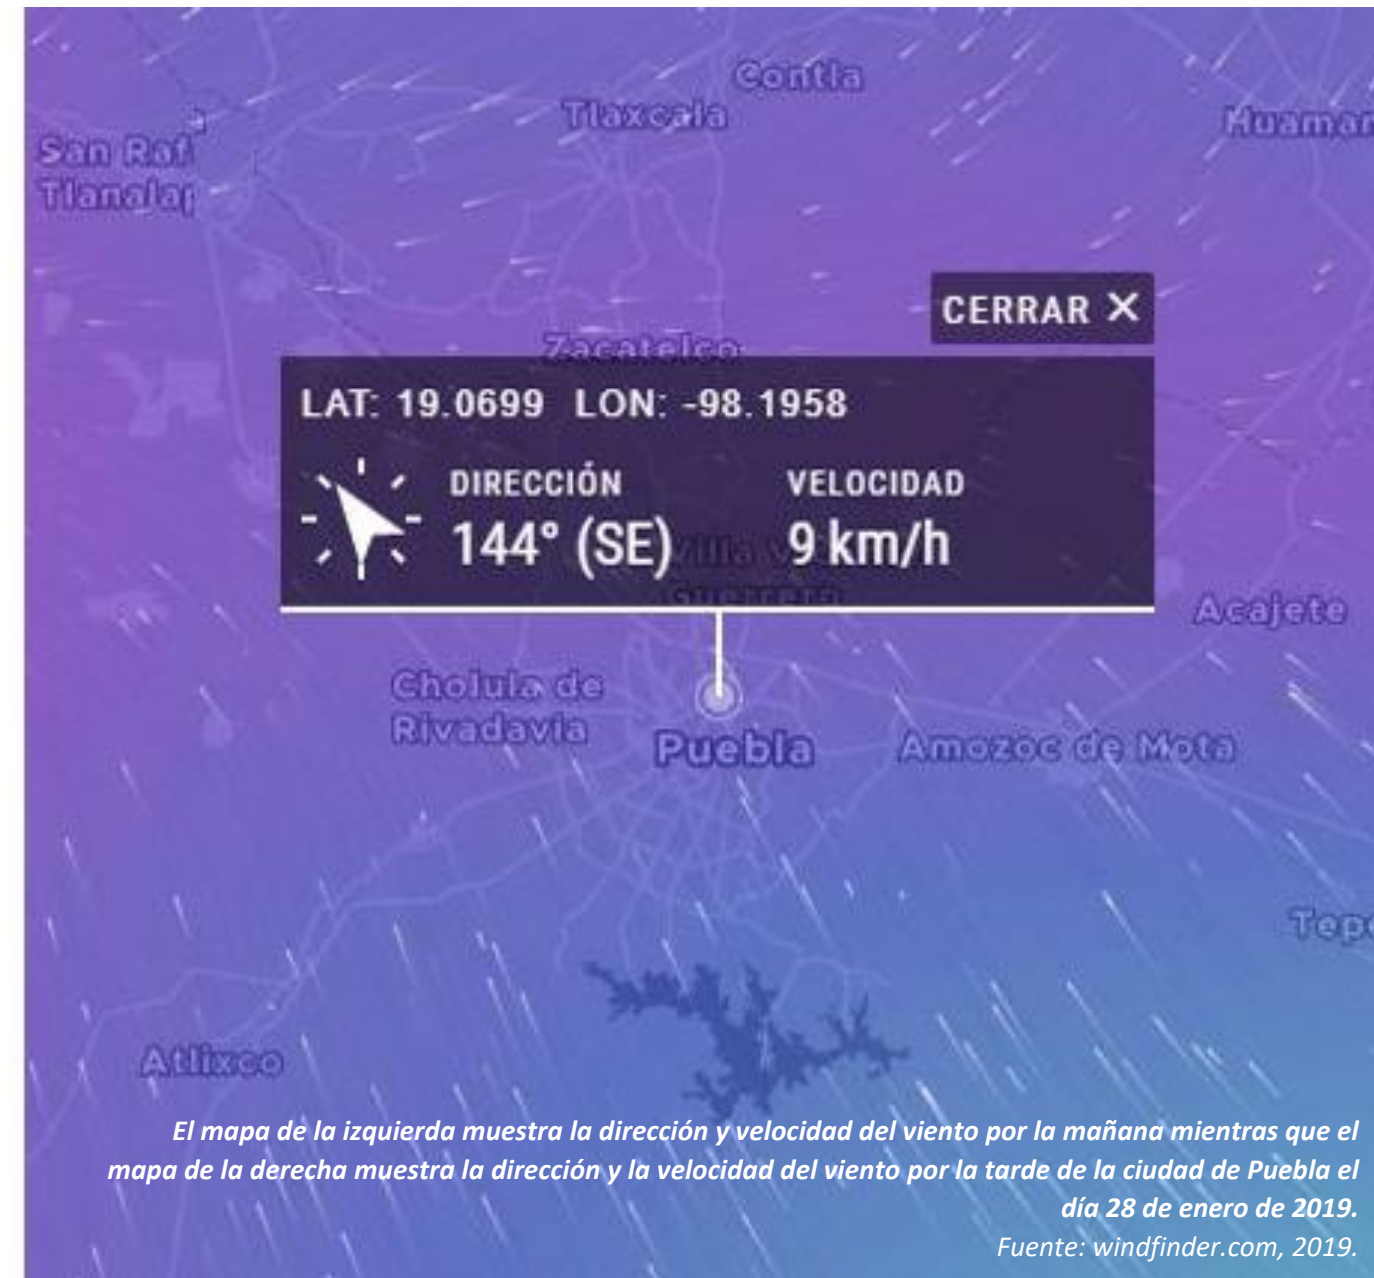 Contla
Tlaxcala
San Raf
Tlanalap
CERRAR X
Zacatelco
LAT: 19.0699 LON: -98.1958
DIRECCIÓN VELOCIDAD
144° (SE) 9 km/h
Villa
Acajete
Cholula de
Rivadavia
Puebla
Amozoc de Mota
Atlixco
El mapa de la izquierda muestra la dirección y velocidad del viento por la mañana mientras que el
mapa de la derecha muestra la dirección y la velocidad del viento por la tarde de la ciudad de Puebla el
día 28 de enero de 2019.
Fuente: windfinder.com, 2019.